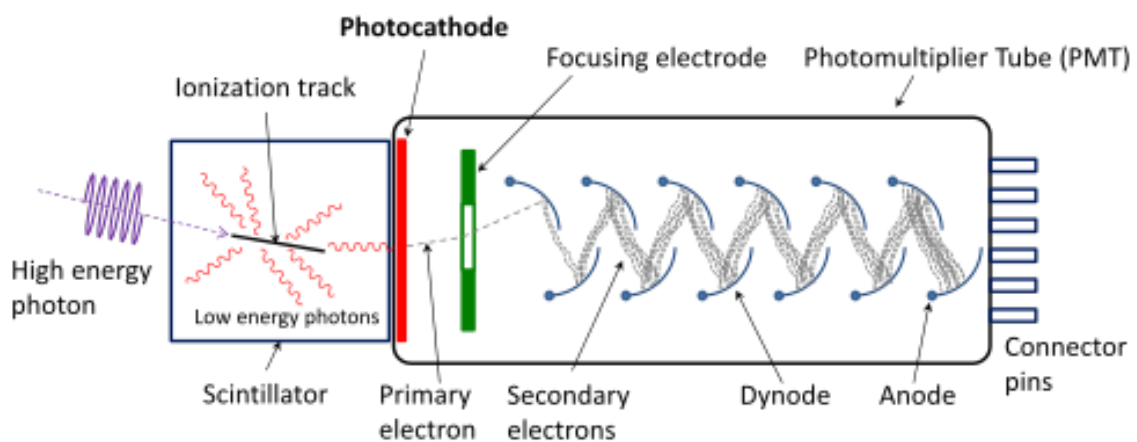 Photocathode
Focusing electrode
Photomultiplier Tube (PMT)
Ionization track
High energy
photon
Low energy photons
Scintillator
Primary
electron
Secondary
electrons
Dynode
Anode
Connector
pins